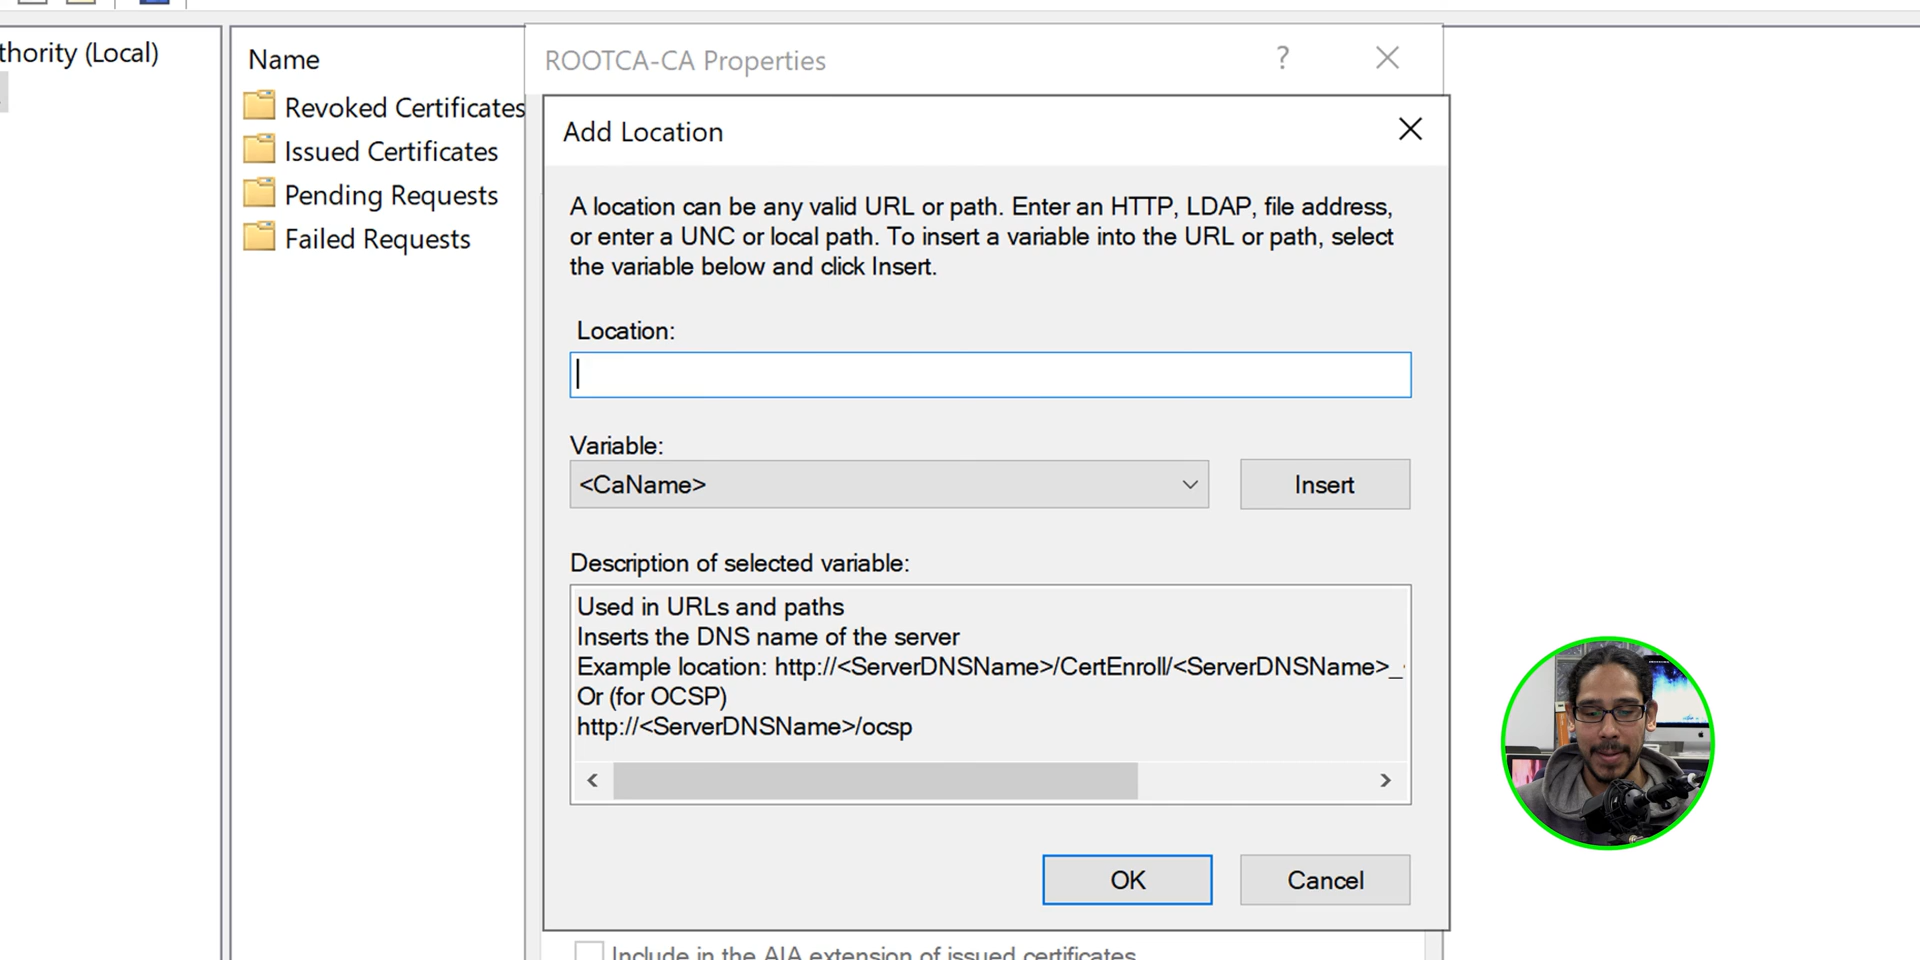 thority (Local)
Name
Revoked Certificates
Issued Certificates
Pending Requests
Failed Requests
ROOTCA-CA Properties
?
Add Location
A location can be any valid URL or path. Enter an HTTP, LDAP, file address,
or enter a UNC or local path. To insert a variable into the URL or path, select
the variable below and click Insert.
Location:
Variable:
<CaName>
Insert
Description of selected variable:
Used in URLs and paths
Inserts the DNS name of the server
Example location: http://<ServerDNSName>/CertEnroll/<ServerDNSName>_
Or (for OCSP)
http://<ServerDNSName>/ocsp
OK
Cancel
Include in the AIA extension of issued certificates